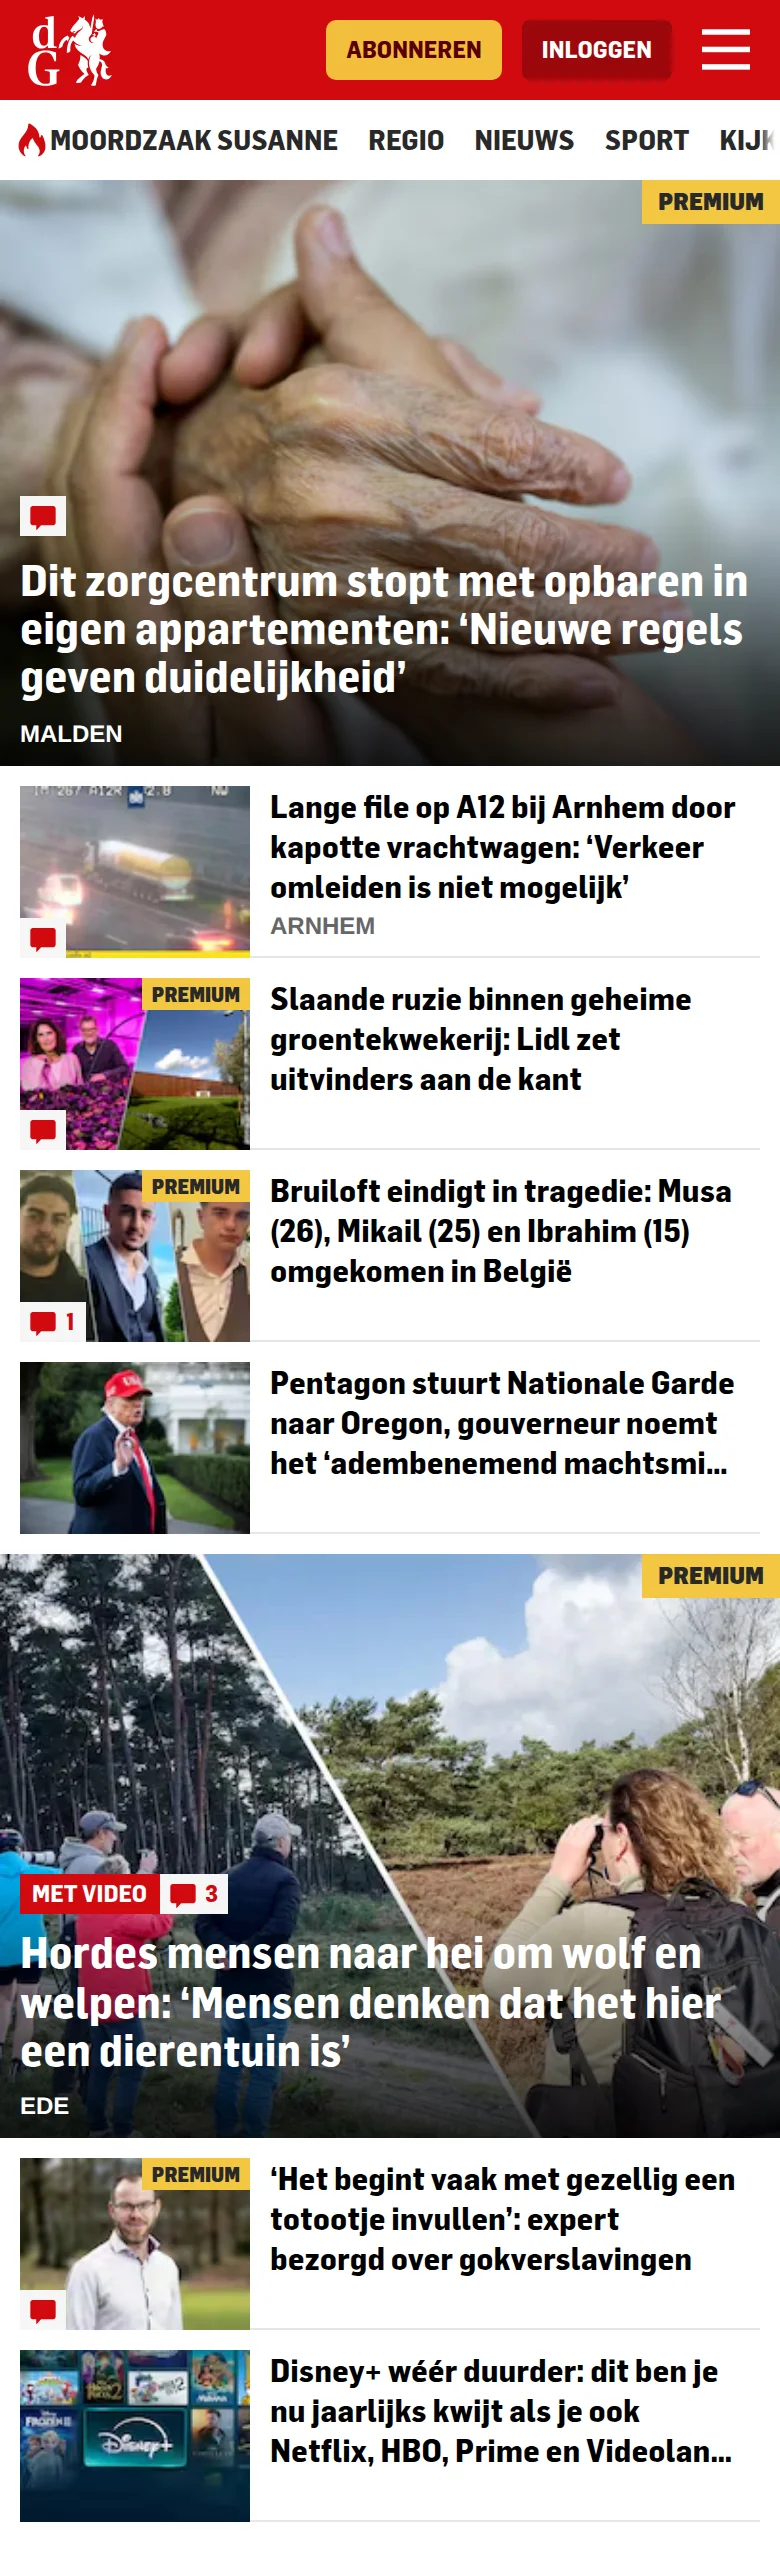 d
G
ABONNEREN
INLOGGEN
MOORDZAAK SUSANNE
REGIO
NIEUWS
SPORT
PREMIUM
Dit zorgcentrum stopt met opbaren in
eigen appartementen: ‘Nieuwe regels
geven duidelijkheid’
MALDEN
Lange file op A12 bij Arnhem door
kapotte vrachtwagen: ‘Verkeer
omleiden is niet mogelijk’
ARNHEM
PREMIUM
Slaande ruzie binnen geheime
groentekwekerij: Lidl zet
uitvinders aan de kant
PREMIUM
1
Bruiloft eindigt in tragedie: Musa
(26), Mikail (25) en Ibrahim (15)
omgekomen in België
Pentagon stuurt Nationale Garde
naar Oregon, gouverneur noemt
het ‘adembenemend machtsmi...
PREMIUM
MET VIDEO 3
Hordes mensen naar hei om wolf en
welpen: ‘Mensen denken dat het hier
een dierentuin is’
EDE
PREMIUM
‘Het begint vaak met gezellig een
totootje invullen’: expert
bezorgd over gokverslavingen
Disney+
Disney+ wéér duurder: dit ben je
nu jaarlijks kwijt als je ook
Netflix, HBO, Prime en Videolan...